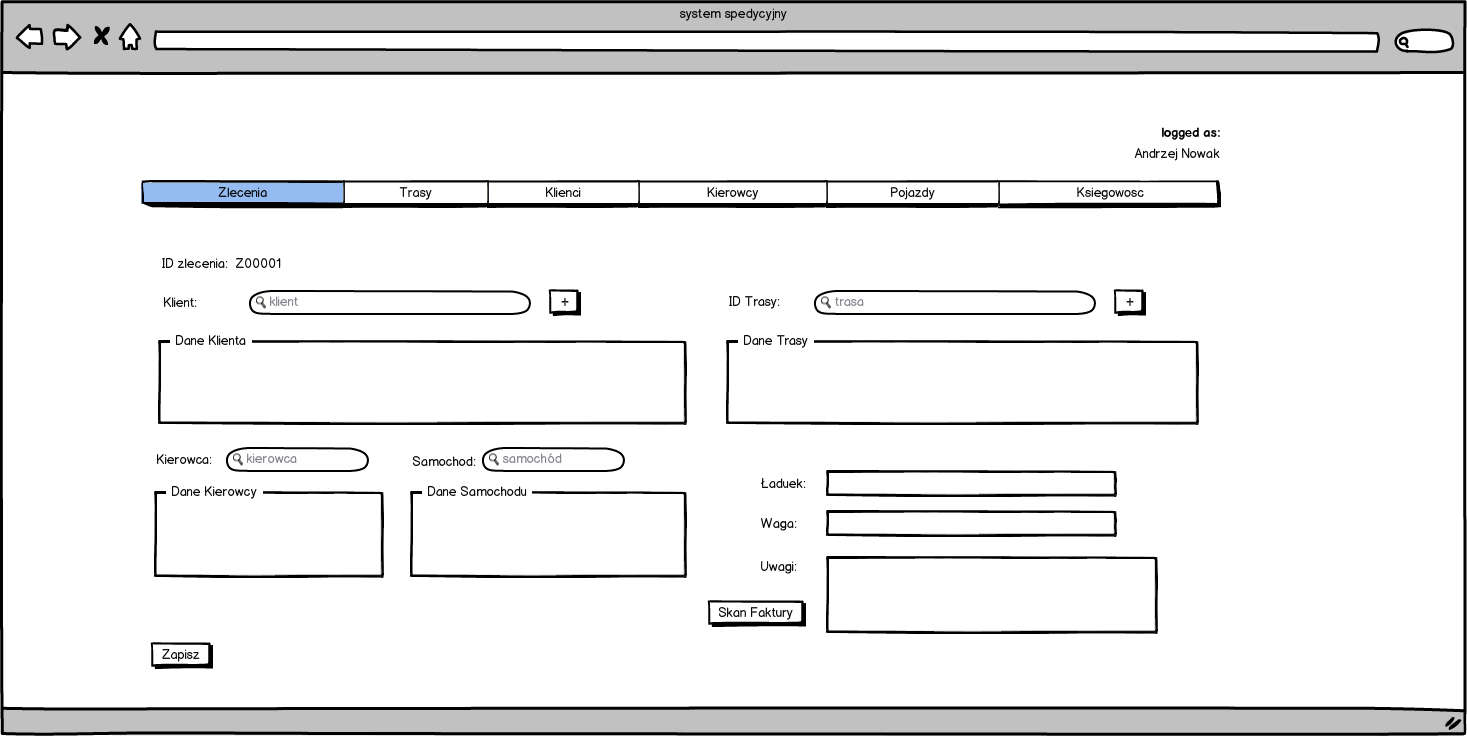 system spedycyjny
logged as:
Andrzej Nowak
Zlecenia Trasy Klienci Kierowcy Pojazdy Ksiegowosc
ID zlecenia: Z00001
Klient: klient + ID Trasy: trasa +
Dane Klienta Dane Trasy
Kierowca: kierowca Samochod: samochód
Dane Kierowcy Dane Samochodu
Ładuek:
Waga:
Uwagi:
Skan Faktury
Zapisz